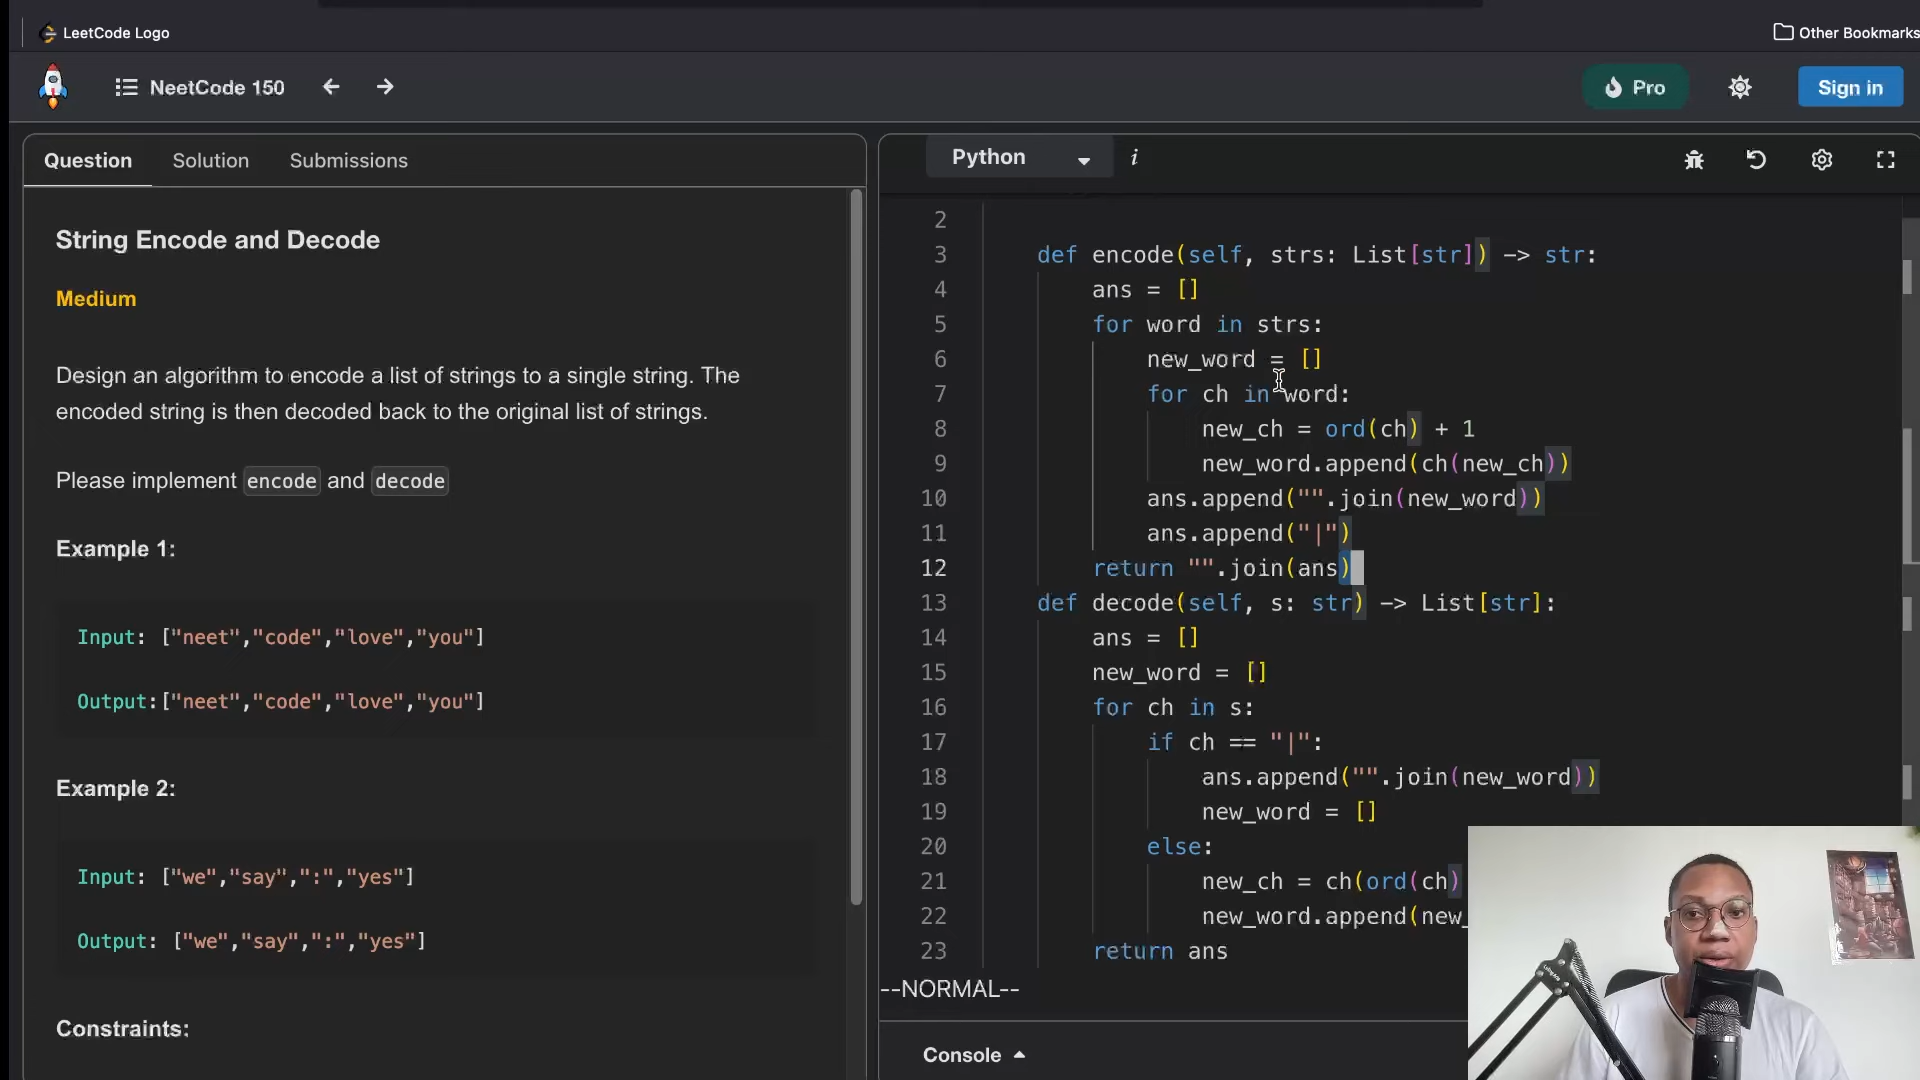 LeetCode Logo
Other Bookmarks
NeetCode 150
Pro
Sign in
Question Solution Submissions
String Encode and Decode
Medium
Design an algorithm to encode a list of strings to a single string. The
encoded string is then decoded back to the original list of strings.
Please implement encode and decode
Example 1:
Input: ["neet","code","love","you"]
Output:["neet","code","love","you"]
Example 2:
Input: ["we","say",":","yes"]
Output: ["we","say",":","yes"]
Constraints:
Python
i
2
3 def encode(self, strs: List[str]) -> str:
4 ans = []
5 for word in strs:
6 new_word = []
7 for ch in word:
8 new_ch = ord(ch) + 1
9 new_word.append(ch(new_ch))
10 ans.append("".join(new_word))
11 ans.append("|")
12 return "".join(ans)
13 def decode(self, s: str) -> List[str]:
14 ans = []
15 new_word = []
16 for ch in s:
17 if ch == "|":
18 ans.append("".join(new_word))
19 new_word = []
20 else:
21 new_ch = ch(ord(ch)
22 new_word.append(new_
23 return ans
--NORMAL--
Console